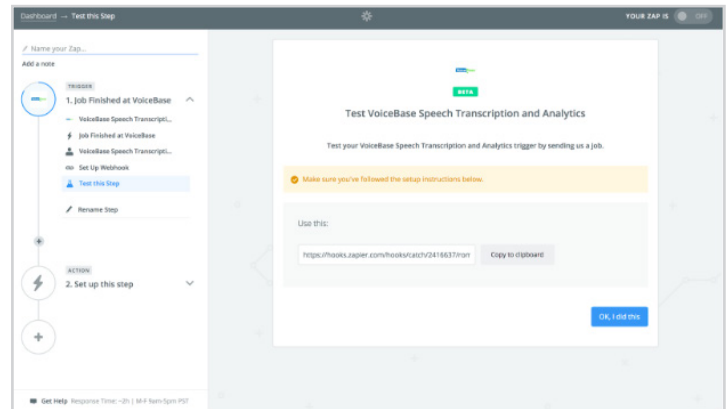 Dashboard → Test this Step
YOUR ZAP IS OFF
Name your Zap...
Add a note
TRIGGER
1. Job Finished at VoiceBase
VoiceBase Speech Transcripti...
Job Finished at VoiceBase
VoiceBase Speech Transcripti...
Set Up Webhook
Test this Step
Rename Step
ACTION
2. Set up this step
Get Help Response Time: ~2h | M-F 9am-5pm PST
BETA
Test VoiceBase Speech Transcription and Analytics
Test your VoiceBase Speech Transcription and Analytics trigger by sending us a job.
Make sure you've followed the setup instructions below.
Use this:
https://hooks.zapier.com/hooks/catch/2416637/
Copy to clipboard
OK, I did this